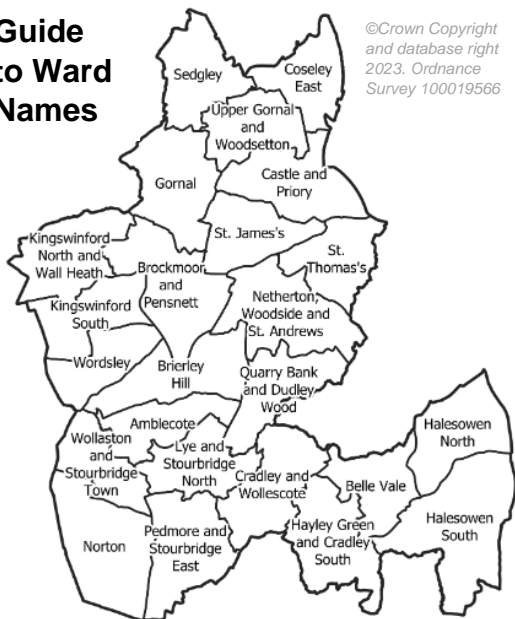 Guide
to Ward
Names
©Crown Copyright
and database right
2023. Ordnance
Survey 100019566
Sedgley
Coseley
East
Upper Gornal
and
Woodsetton
Castle and
Priory
Gornal
St. James's
Kingswinford
North and
Wall Heath
Brockmoor
and
Pensnett
St.
Thomas's
Netherton,
Woodside and
St. Andrews
Kingswinford
South
Wordsley
Brierley
Hill
Quarry Bank
and Dudley
Wood
Amblecote
Halesowen
North
Wollaston
and
Stourbridge
Town
Lye and
Stourbridge
North
Cradley and
Wollescote
Belle Vale
Halesowen
South
Hayley Green
and Cradley
South
Norton
Pedmore and
Stourbridge
East